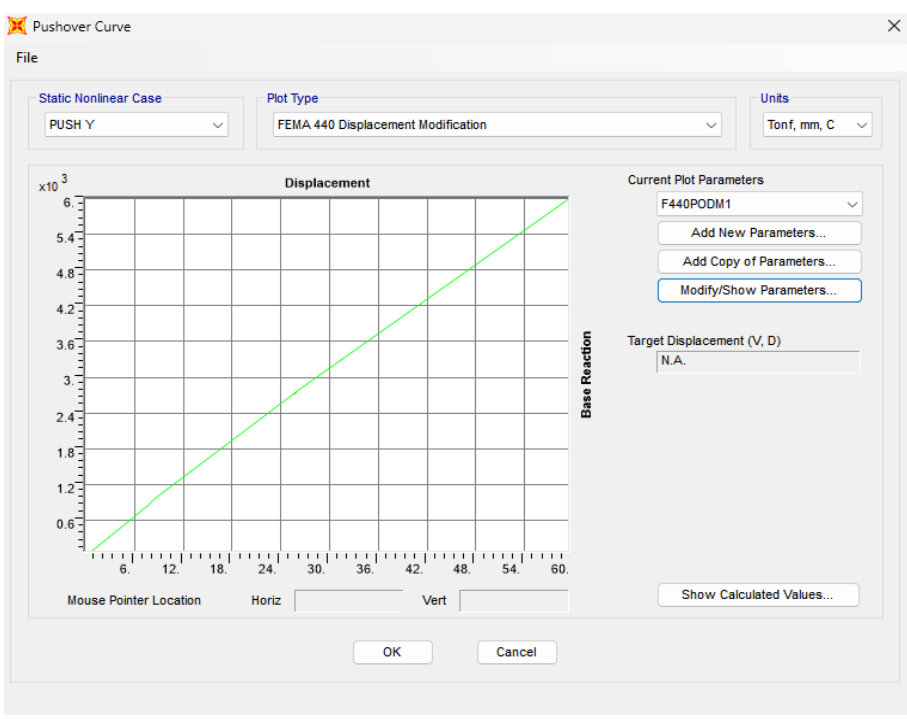 Pushover Curve
File
Static Nonlinear Case
Plot Type
Units
PUSH Y
FEMA 440 Displacement Modification
Tonf, mm, C
x10 3
Displacement
6.
5.4
4.8
4.2
3.6
3.
2.4
1.8
1.2
0.6
6. 12. 18. 24. 30. 36. 42. 48. 54. 60.
Base Reaction
Mouse Pointer Location Horiz Vert
Current Plot Parameters
F440PODM1
Add New Parameters...
Add Copy of Parameters...
Modify/Show Parameters...
Target Displacement (V, D)
N.A.
Show Calculated Values...
OK Cancel